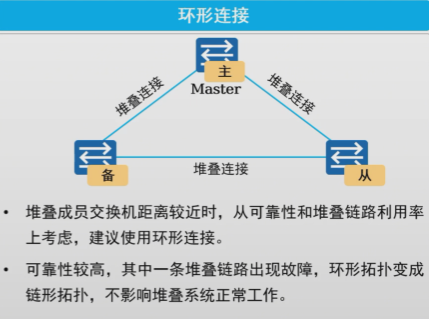 环形连接
主
Master
堆叠连接
堆叠连接
备
堆叠连接
从
• 堆叠成员交换机距离较近时，从可靠性和堆叠链路利用率
上考虑，建议使用环形连接。
• 可靠性较高，其中一条堆叠链路出现故障，环形拓扑变成
链形拓扑，不影响堆叠系统正常工作。